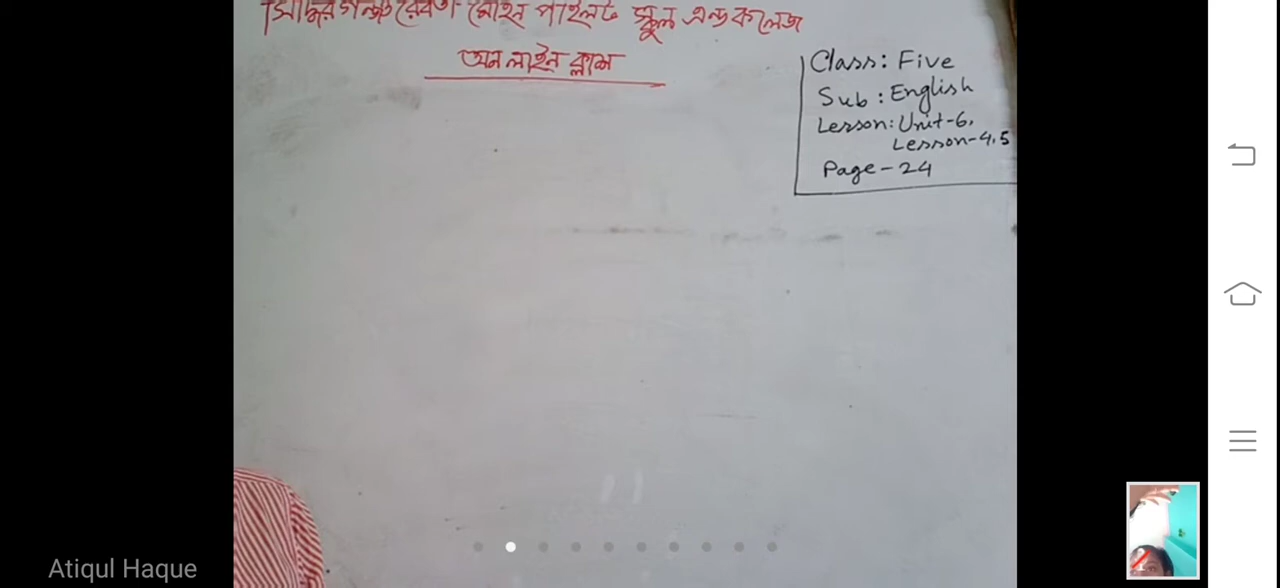 সিদ্ধিরগঞ্জ রেবতী মোহন পাইলট স্কুল এন্ড কলেজ
অনলাইন ক্লাশ
Class: Five
Sub: English
Lesson: Unit-6,
Lesson-4,5
Page-24
Atiqul Haque